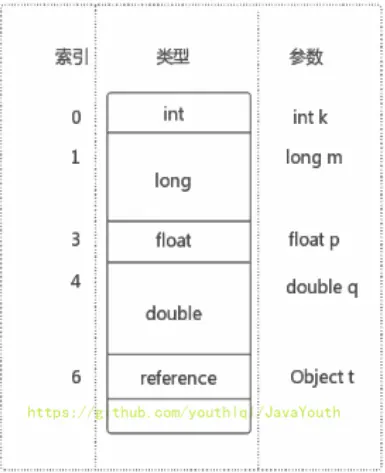 索引 类型 参数
0 int int k
1 long long m
3 float float p
4 double double q
6 reference Object t
https://github.com/youthlql/JavaYouth